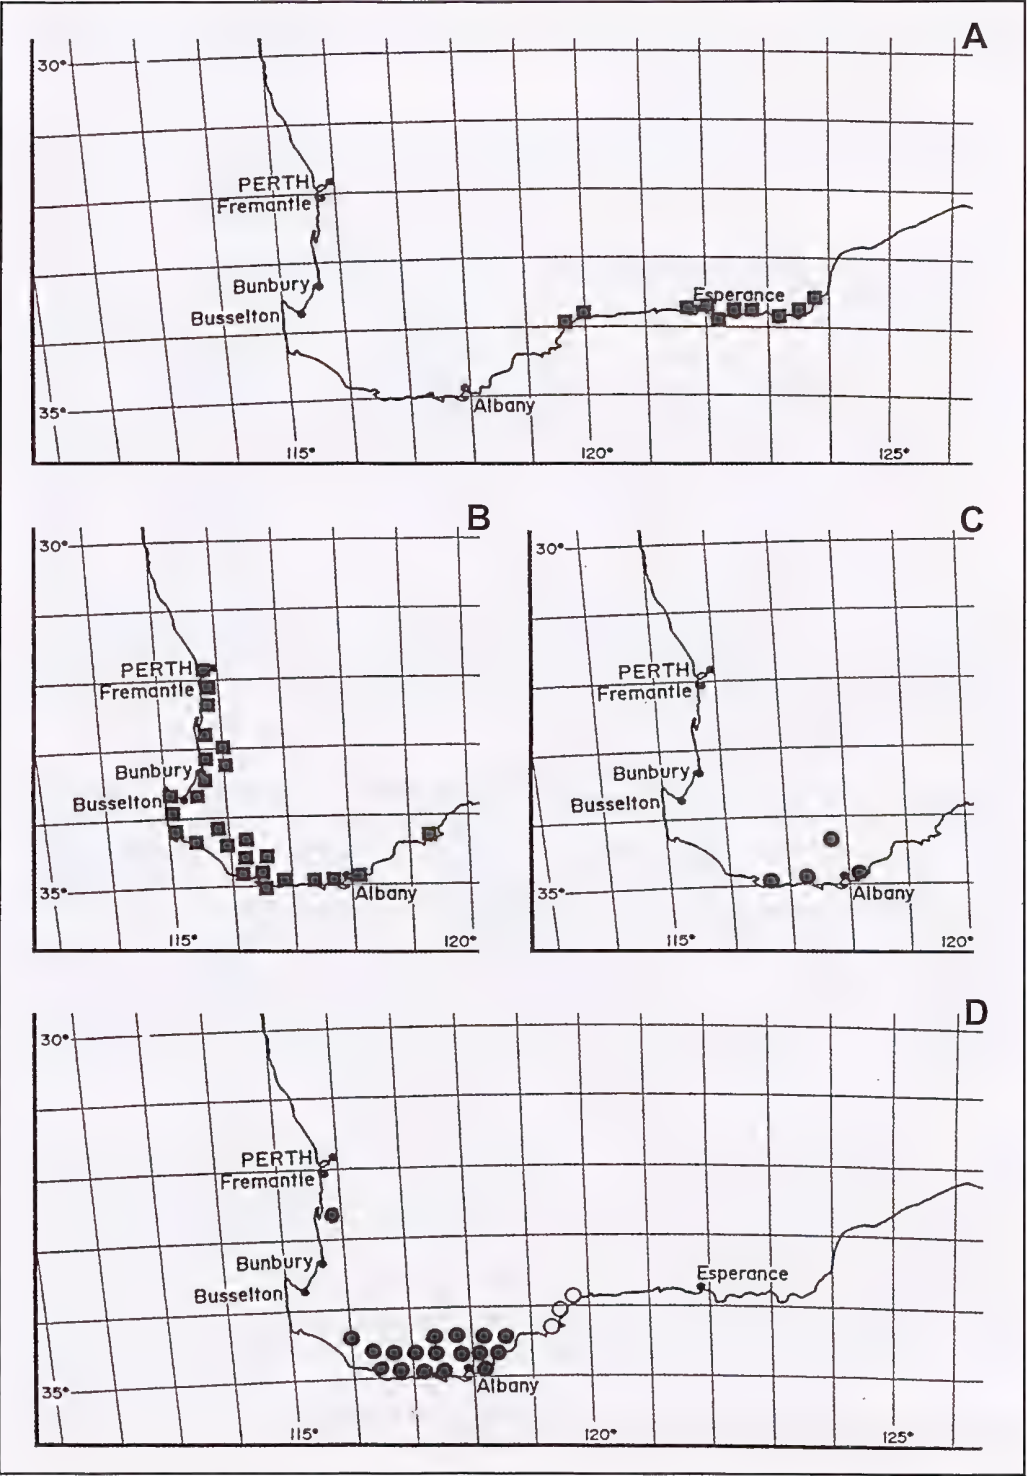 A
30°
PERTH
Fremantle
Bunbury
Esperance
Busselton
Albany
35°
115°
120°
125°
B
30°
PERTH
Fremantle
Bunbury
Busselton
35°
Albany
115°
120°
C
30°
PERTH
Fremantle
Bunbury
Busselton
35°
Albany
115°
120°
D
30°
PERTH
Fremantle
Bunbury
Esperance
Busselton
35°
Albany
115°
120°
125°